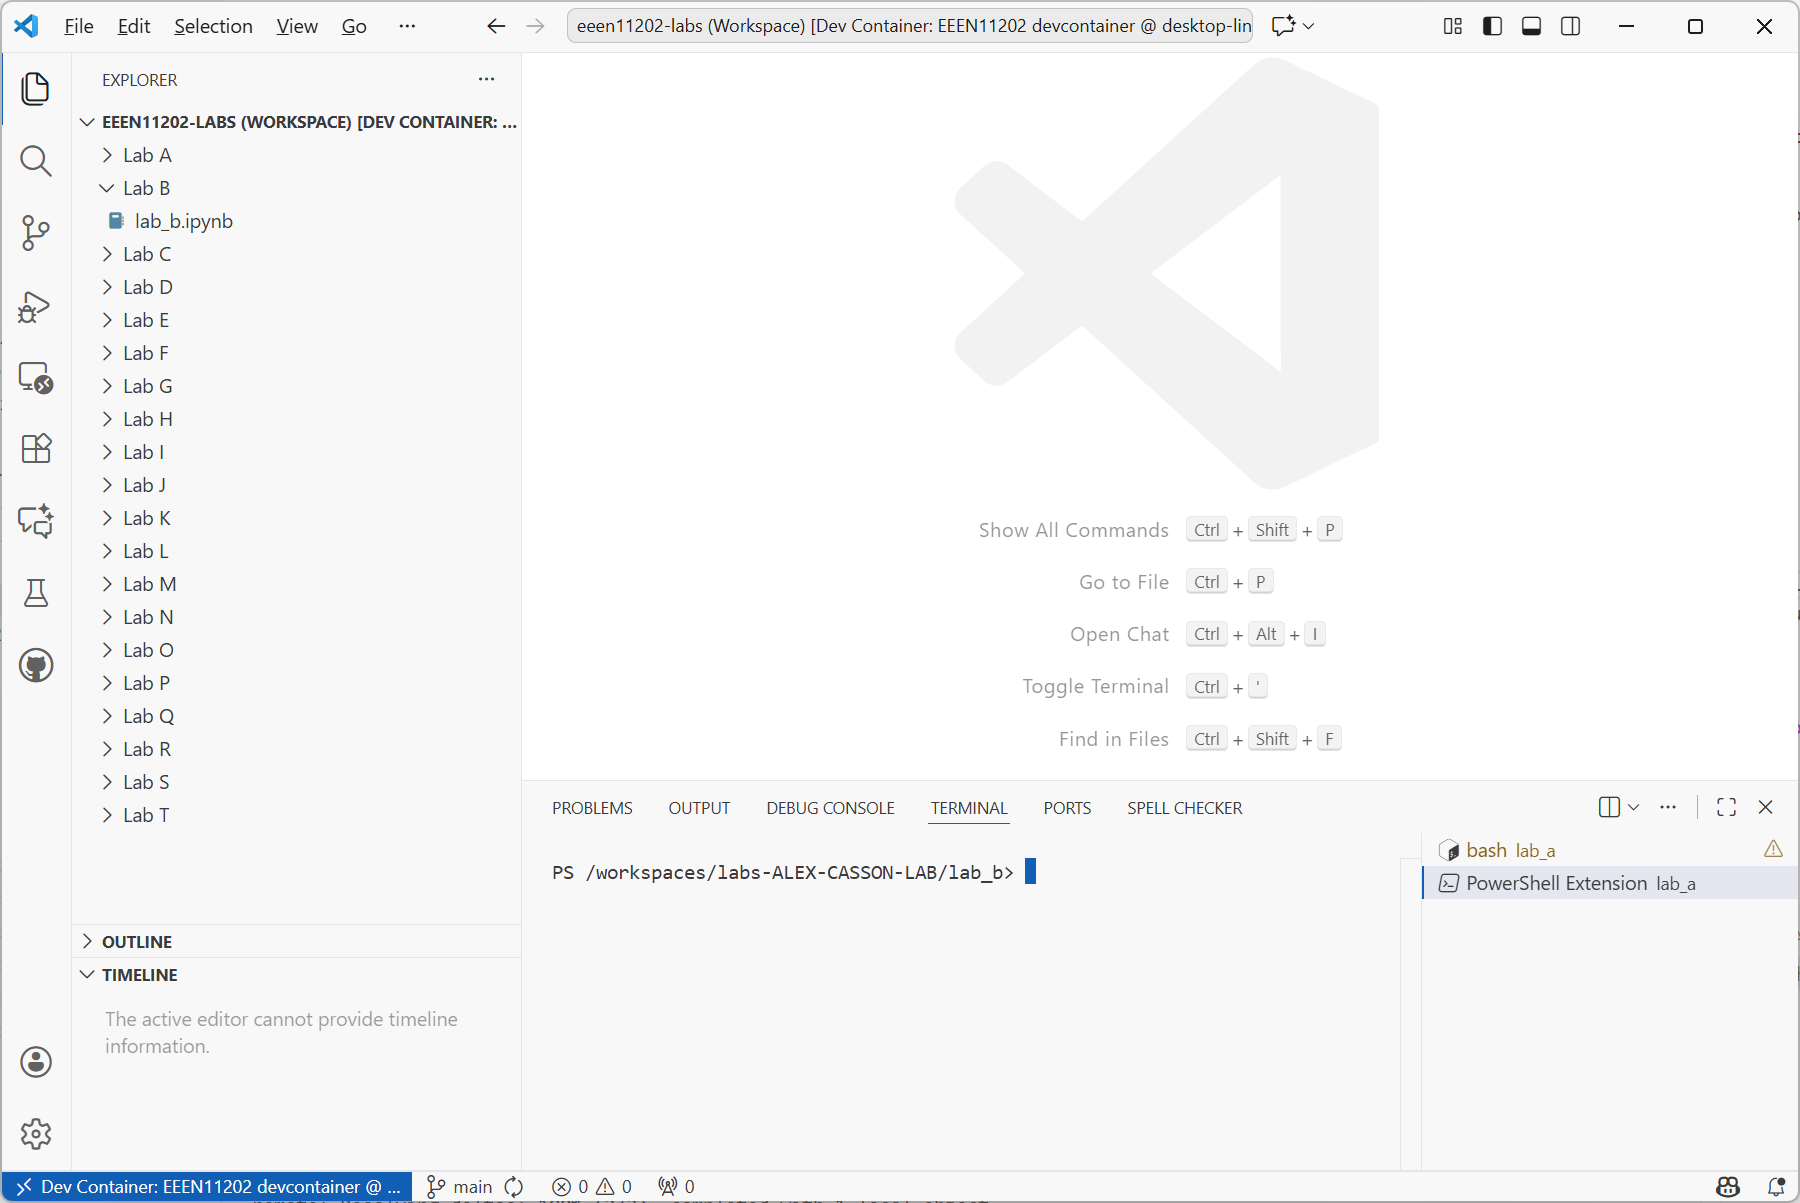 File Edit Selection View Go ··· eeen11202-labs (Workspace) [Dev Container: EEEN11202 devcontainer @ desktop-lin
EXPLORER
EEEN11202-LABS (WORKSPACE) [DEV CONTAINER: ...
Lab A
Lab B
lab_b.ipynb
Lab C
Lab D
Lab E
Lab F
Lab G
Lab H
Lab I
Lab J
Lab K
Lab L
Lab M
Lab N
Lab O
Lab P
Lab Q
Lab R
Lab S
Lab T
OUTLINE
TIMELINE
The active editor cannot provide timeline
information.
Show All Commands Ctrl + Shift + P
Go to File Ctrl + P
Open Chat Ctrl + Alt + I
Toggle Terminal Ctrl + '
Find in Files Ctrl + Shift + F
PROBLEMS OUTPUT DEBUG CONSOLE TERMINAL PORTS SPELL CHECKER
PS /workspaces/labs-ALEX-CASSON-LAB/lab_b>
bash lab_a
PowerShell Extension lab_a
Dev Container: EEEN11202 devcontainer @ ... main 0 0 0